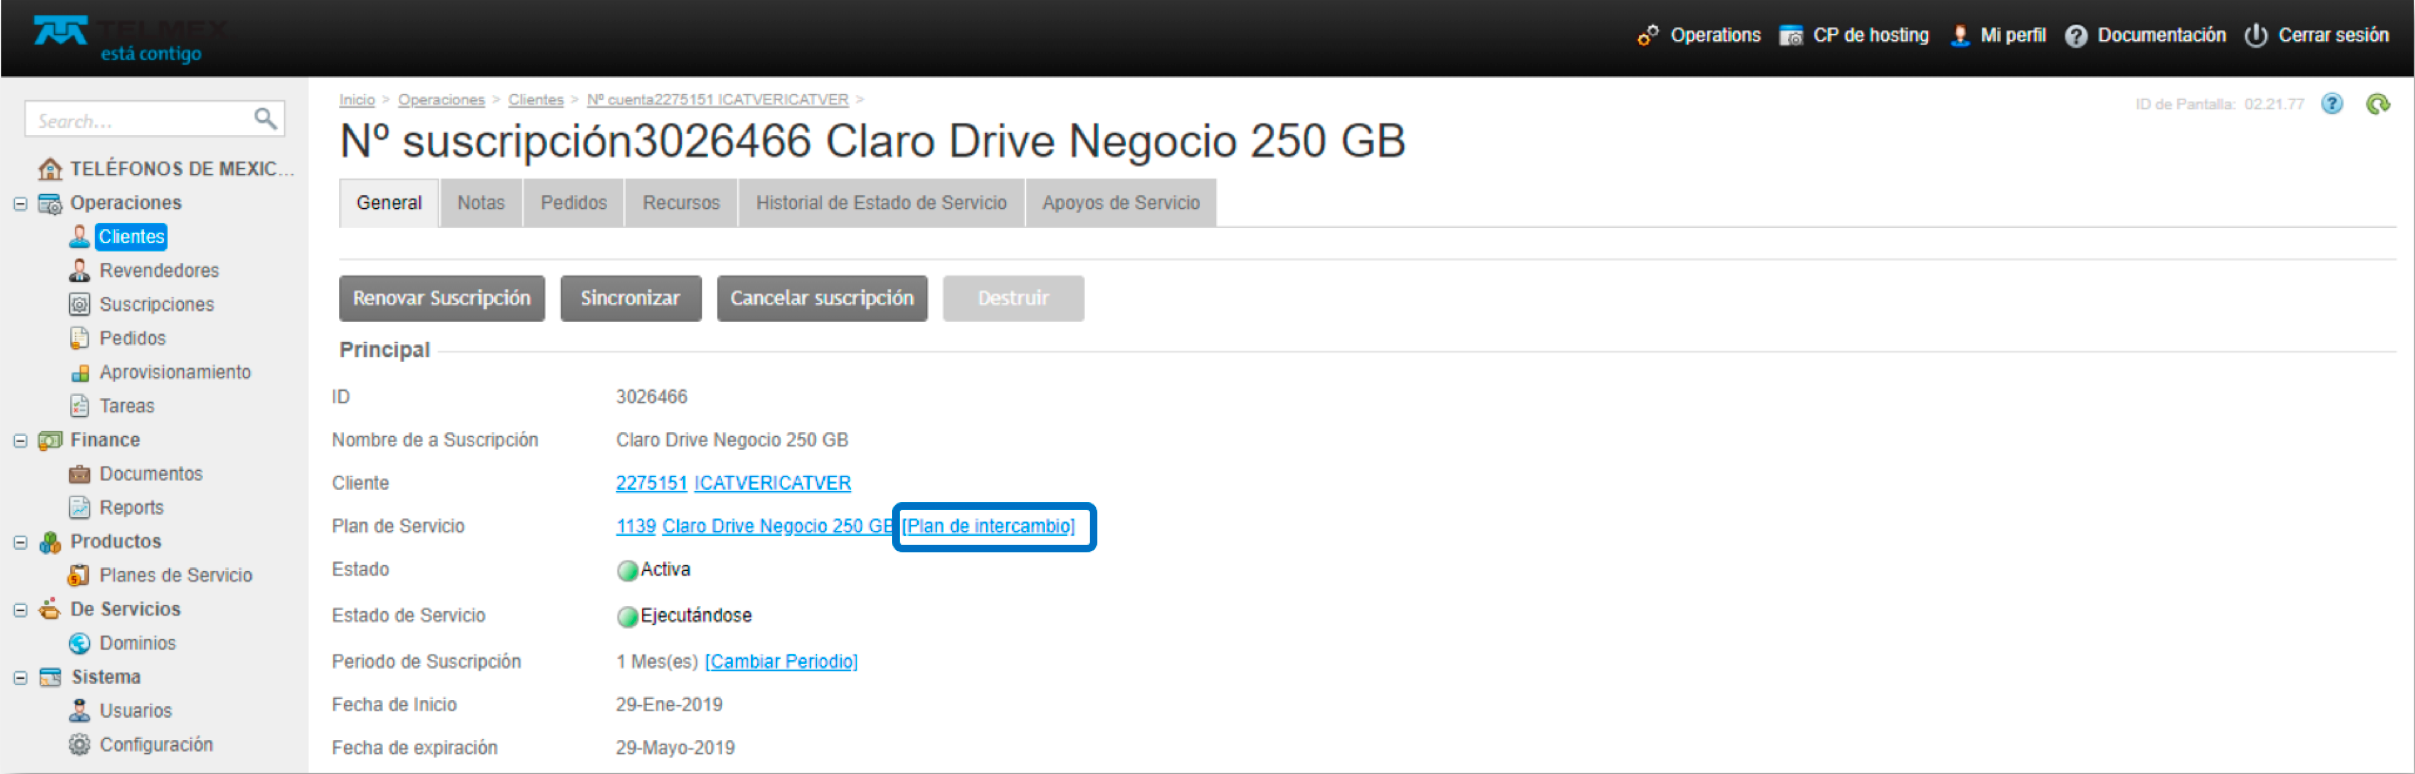 TELMEX
está contigo
Operations CP de hosting Mi perfil Documentación Cerrar sesión
Search...
TELÉFONOS DE MEXIC...
Operaciones
Clientes
Revendedores
Suscripciones
Pedidos
Aprovisionamiento
Tareas
Finance
Documentos
Reports
Productos
Planes de Servicio
De Servicios
Dominios
Sistema
Usuarios
Configuración
Inicio > Operaciones > Clientes > Nº cuenta2275151 ICATVERICATVER >
ID de Pantalla: 02.21.77
Nº suscripción3026466 Claro Drive Negocio 250 GB
General Notas Pedidos Recursos Historial de Estado de Servicio Apoyos de Servicio
Renovar Suscripción Sincronizar Cancelar suscripción Destruir
Principal
ID 3026466
Nombre de a Suscripción Claro Drive Negocio 250 GB
Cliente 2275151 ICATVERICATVER
Plan de Servicio 1139 Claro Drive Negocio 250 GB [Plan de intercambio]
Estado Activa
Estado de Servicio Ejecutándose
Periodo de Suscripción 1 Mes(es) [Cambiar Periodio]
Fecha de Inicio 29-Ene-2019
Fecha de expiración 29-Mayo-2019